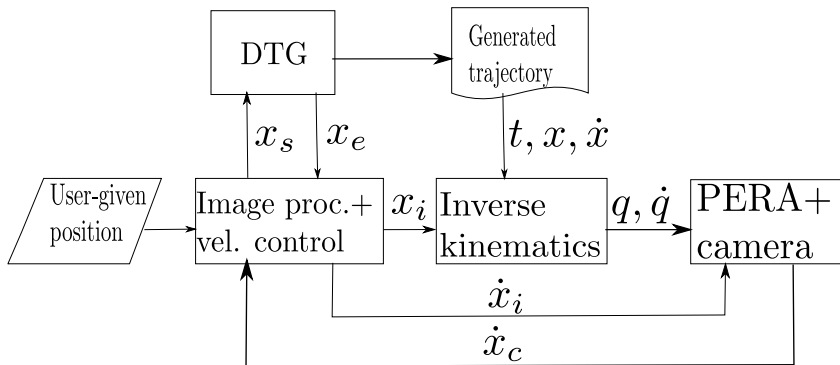 DTG
Generated
trajectory
x_s
x_e
t, x, ẋ
User-given
position
Image proc.+
vel. control
x_i
Inverse
kinematics
q, q̇
PERA+
camera
ẋ_i
ẋ_c